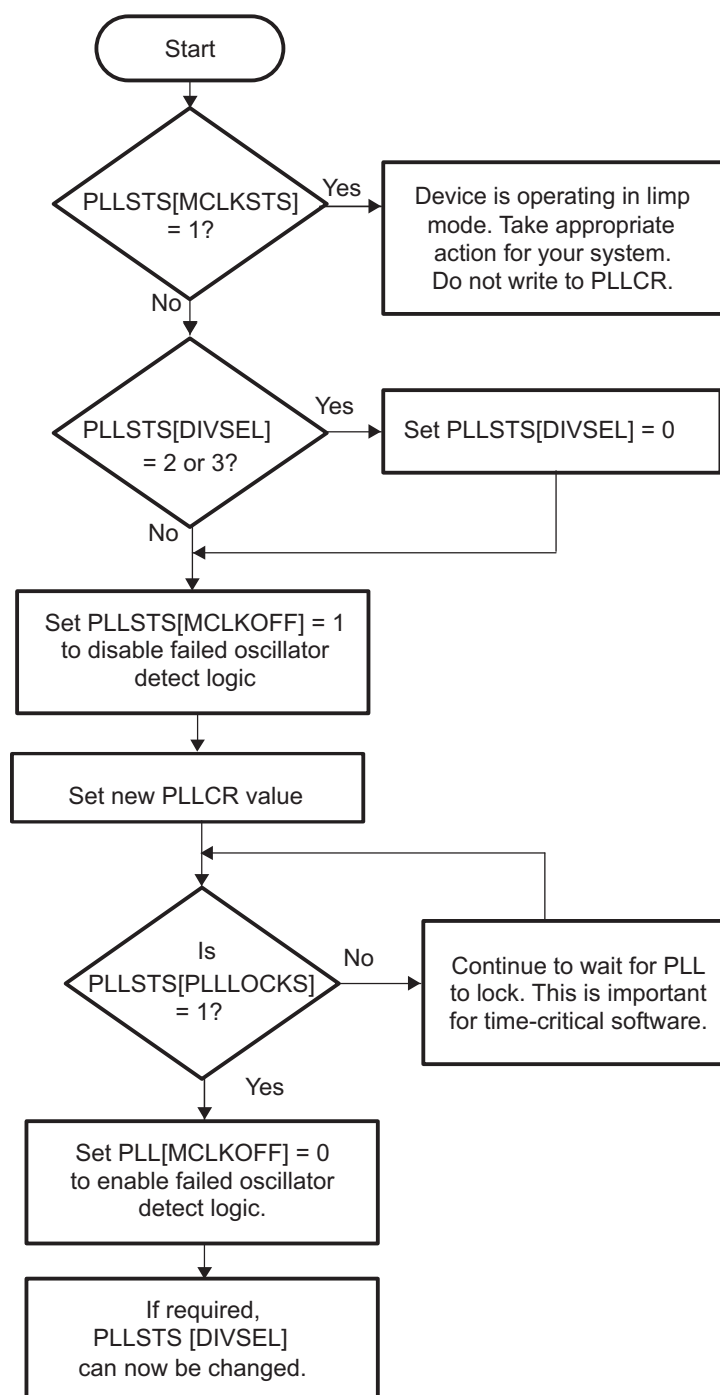 Start
PLLSTS[MCLKSTS]
= 1?
Yes
Device is operating in limp
mode. Take appropriate
action for your system.
Do not write to PLLCR.
No
PLLSTS[DIVSEL]
= 2 or 3?
Yes
Set PLLSTS[DIVSEL] = 0
No
Set PLLSTS[MCLKOFF] = 1
to disable failed oscillator
detect logic
Set new PLLCR value
Is
PLLSTS[PLLLOCKS]
= 1?
No
Continue to wait for PLL
to lock. This is important
for time-critical software.
Yes
Set PLL[MCLKOFF] = 0
to enable failed oscillator
detect logic.
If required,
PLLSTS [DIVSEL]
can now be changed.